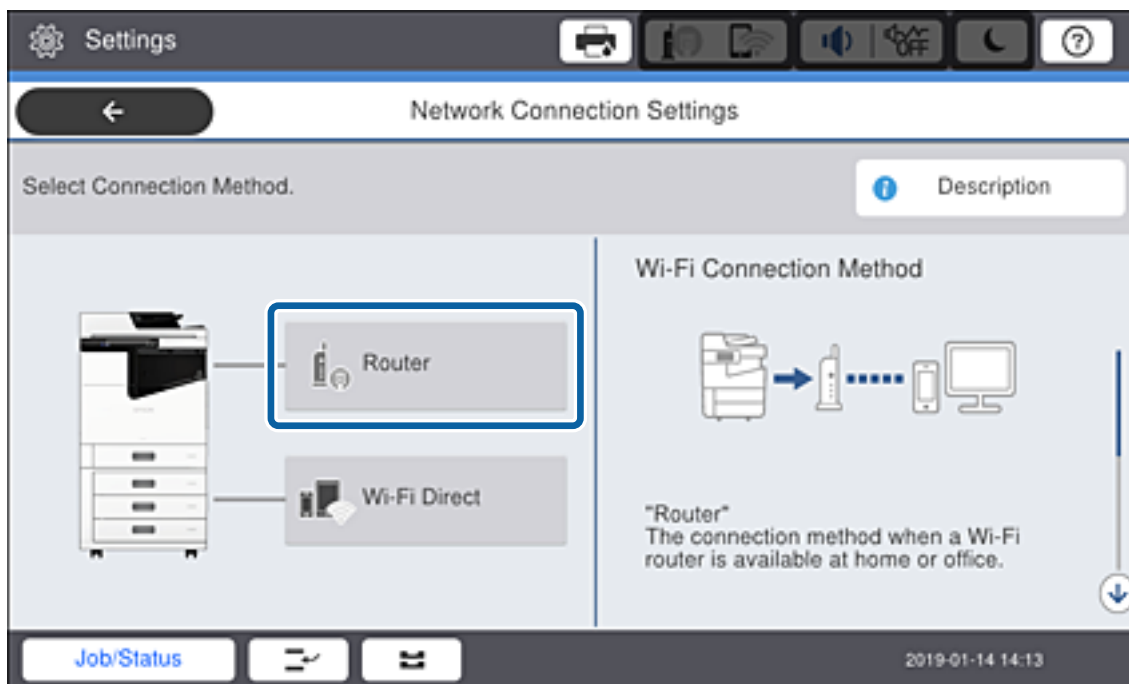 Settings
OFF
?
Network Connection Settings
Select Connection Method.
i Description
Wi-Fi Connection Method
Router
Wi-Fi Direct
"Router"
The connection method when a Wi-Fi
router is available at home or office.
Job/Status
2019-01-14 14:13